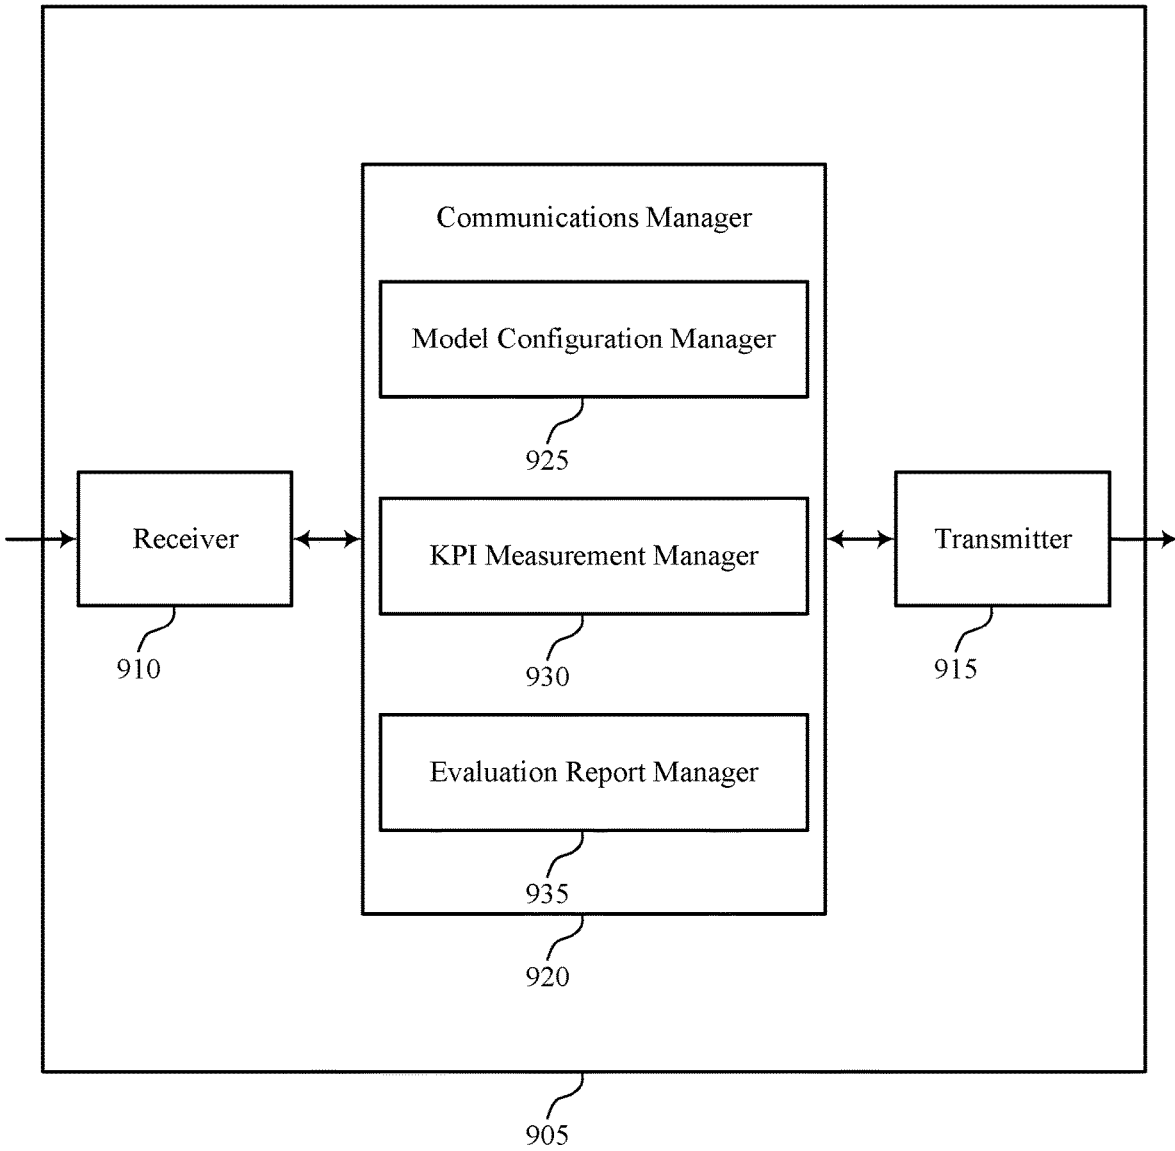 Communications Manager
Model Configuration Manager
925
Receiver
KPI Measurement Manager
Transmitter
910
930
915
Evaluation Report Manager
935
920
905